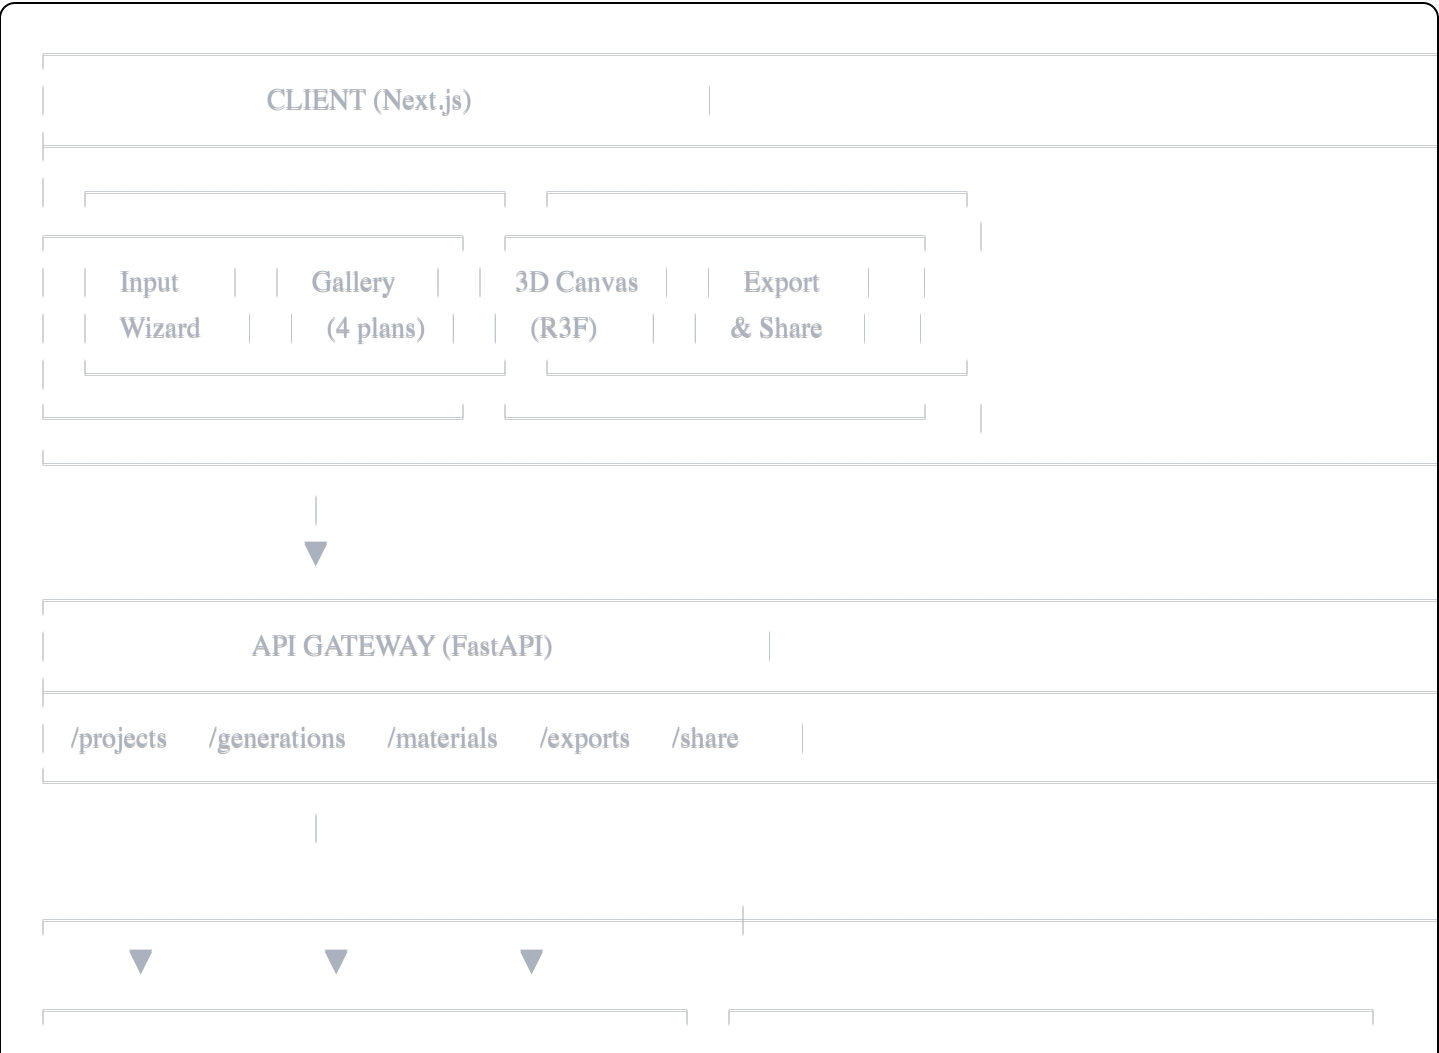 CLIENT (Next.js)
Input Gallery 3D Canvas Export
Wizard (4 plans) (R3F) & Share
API GATEWAY (FastAPI)
/projects /generations /materials /exports /share